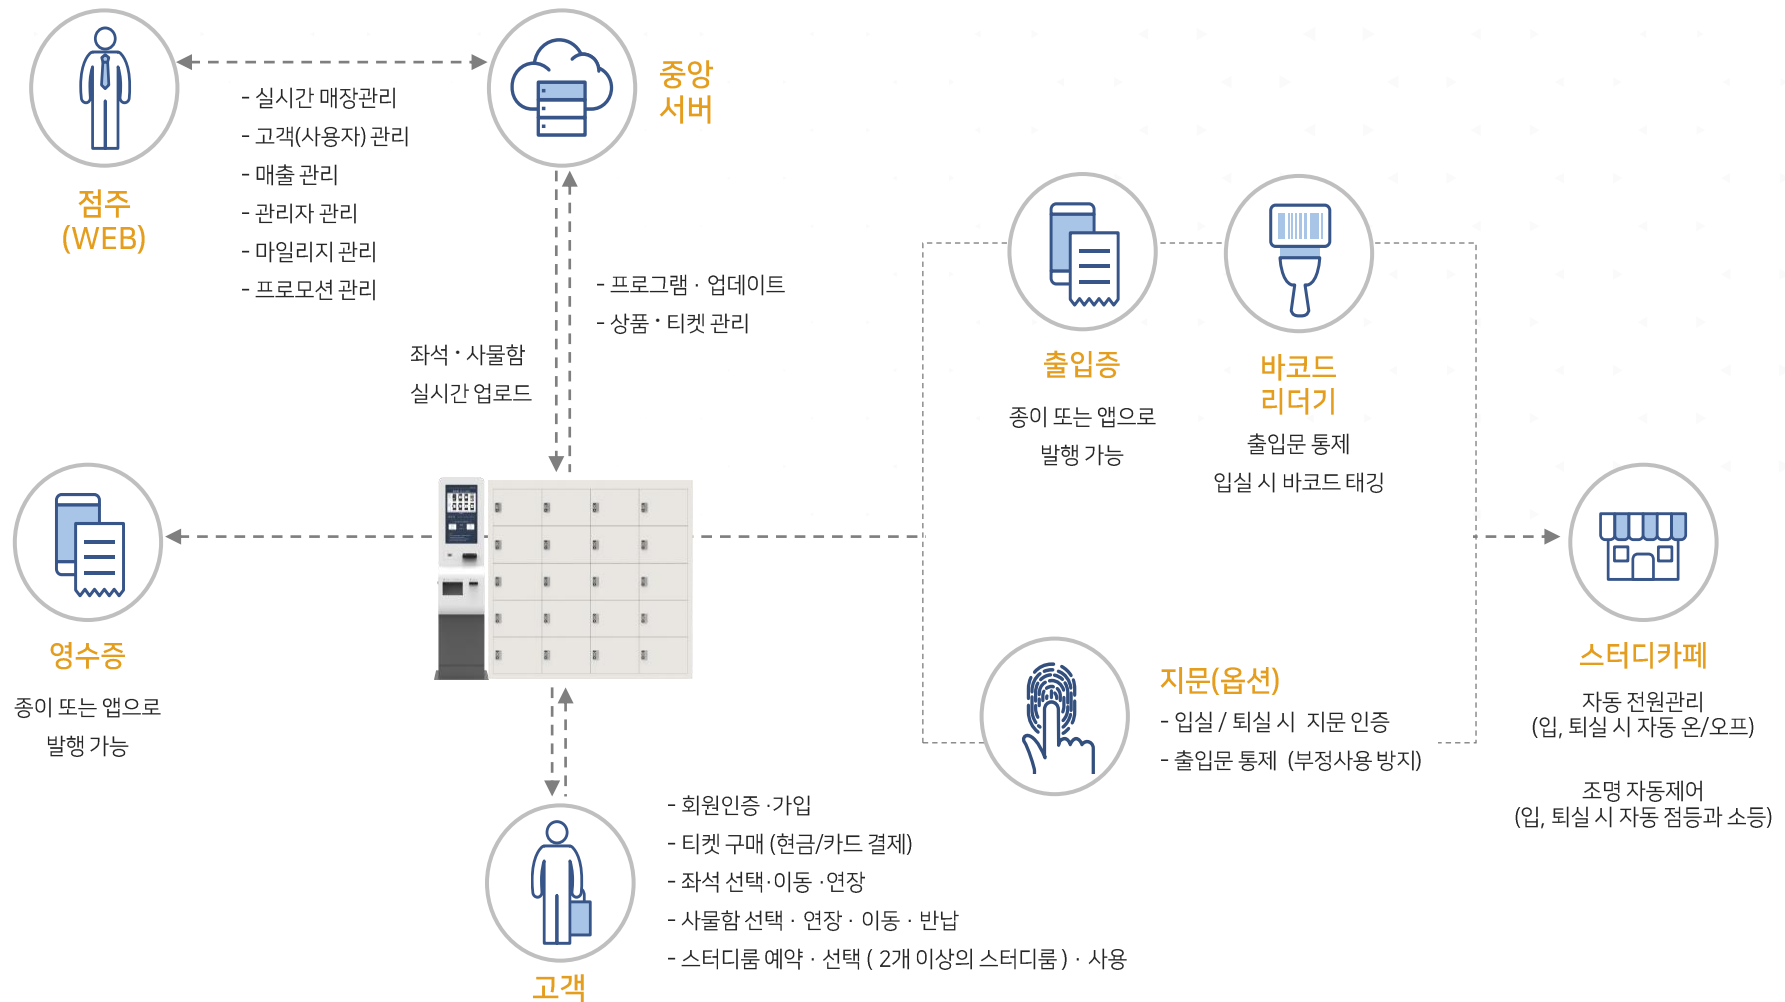 점주
(WEB)
- 실시간 매장관리
- 고객(사용자) 관리
- 매출 관리
- 관리자 관리
- 마일리지 관리
- 프로모션 관리
중앙
서버
- 프로그램 · 업데이트
- 상품 · 티켓 관리
좌석 · 사물함
실시간 업로드
출입증
종이 또는 앱으로
발행 가능
바코드
리더기
출입문 통제
입실 시 바코드 태깅
영수증
종이 또는 앱으로
발행 가능
지문(옵션)
- 입실 / 퇴실 시 지문 인증
- 출입문 통제 (부정사용 방지)
스터디카페
자동 전원관리
(입, 퇴실 시 자동 온/오프)
조명 자동제어
(입, 퇴실 시 자동 점등과 소등)
고객
- 회원인증 ·가입
- 티켓 구매 (현금/카드 결제)
- 좌석 선택·이동 ·연장
- 사물함 선택 · 연장 · 이동 · 반납
- 스터디룸 예약 · 선택 ( 2개 이상의 스터디룸 ) · 사용